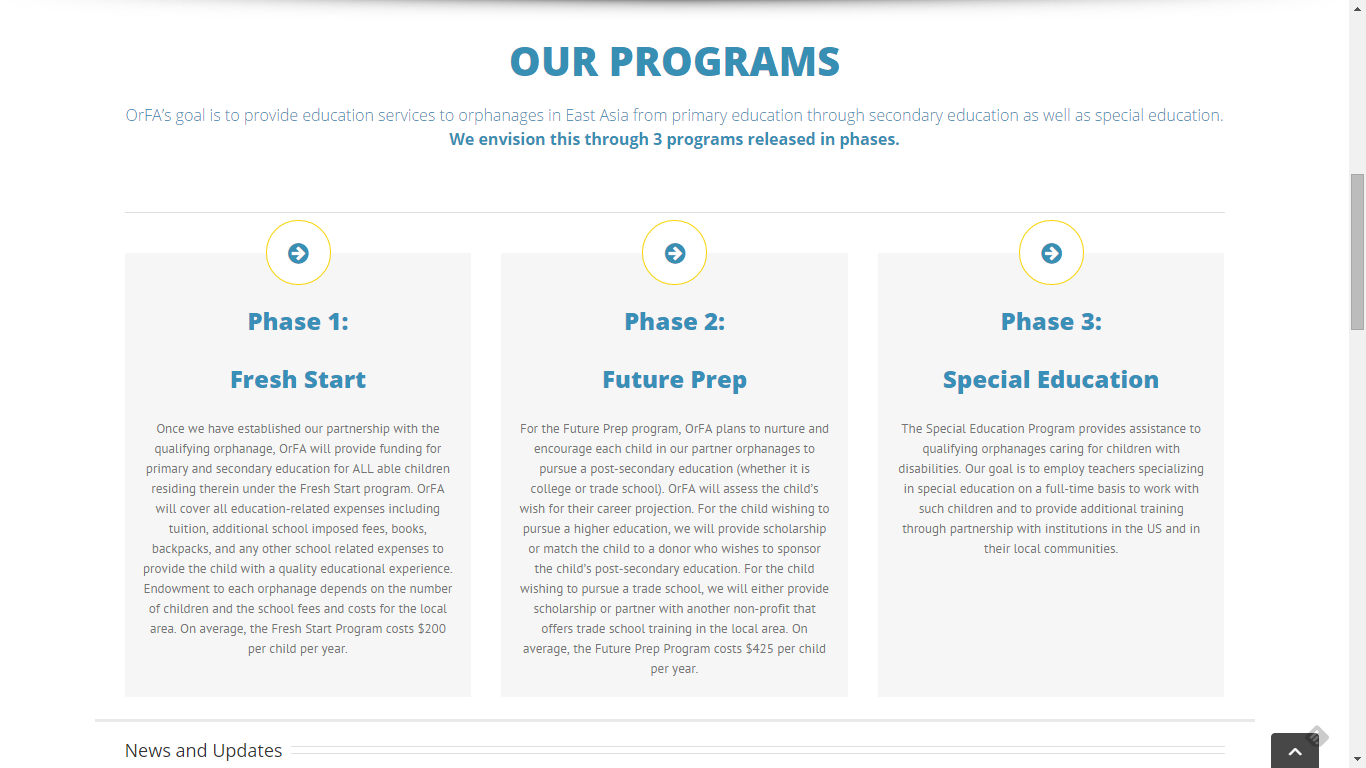 OUR PROGRAMS
OrFA's goal is to provide education services to orphanages in East Asia from primary education through secondary education as well as special education.
We envision this through 3 programs released in phases.
Phase 1:
Fresh Start
Once we have established our partnership with the
qualifying orphanage, OrFA will provide funding for
primary and secondary education for ALL able children
residing therein under the Fresh Start program. OrFA
will cover all education-related expenses including
tuition, additional school imposed fees, books,
backpacks, and any other school related expenses to
provide the child with a quality educational experience.
Endowment to each orphanage depends on the number
of children and the school fees and costs for the local
area. On average, the Fresh Start Program costs $200
per child per year.
Phase 2:
Future Prep
For the Future Prep program, OrFA plans to nurture and
encourage each child in our partner orphanages to
pursue a post-secondary education (whether it is
college or trade school). OrFA will assess the child's
wish for their career projection. For the child wishing to
pursue a higher education, we will provide scholarship
or match the child to a donor who wishes to sponsor
the child's post-secondary education. For the child
wishing to pursue a trade school, we will either provide
scholarship or partner with another non-profit that
offers trade school training in the local area. On
average, the Future Prep Program costs $425 per child
per year.
Phase 3:
Special Education
The Special Education Program provides assistance to
qualifying orphanages caring for children with
disabilities. Our goal is to employ teachers specializing
in special education on a full-time basis to work with
such children and to provide additional training
through partnership with institutions in the US and in
their local communities.
News and Updates